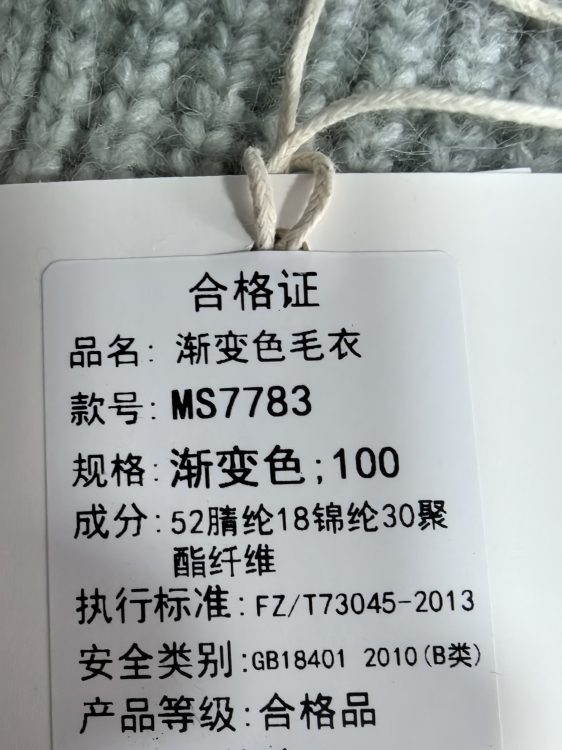 合格证
品名: 渐变色毛衣
款号: MS7783
规格: 渐变色;100
成分: 52腈纶18锦纶30聚
酯纤维
执行标准: FZ/T73045-2013
安全类别:GB18401 2010(B类)
产品等级:合格品